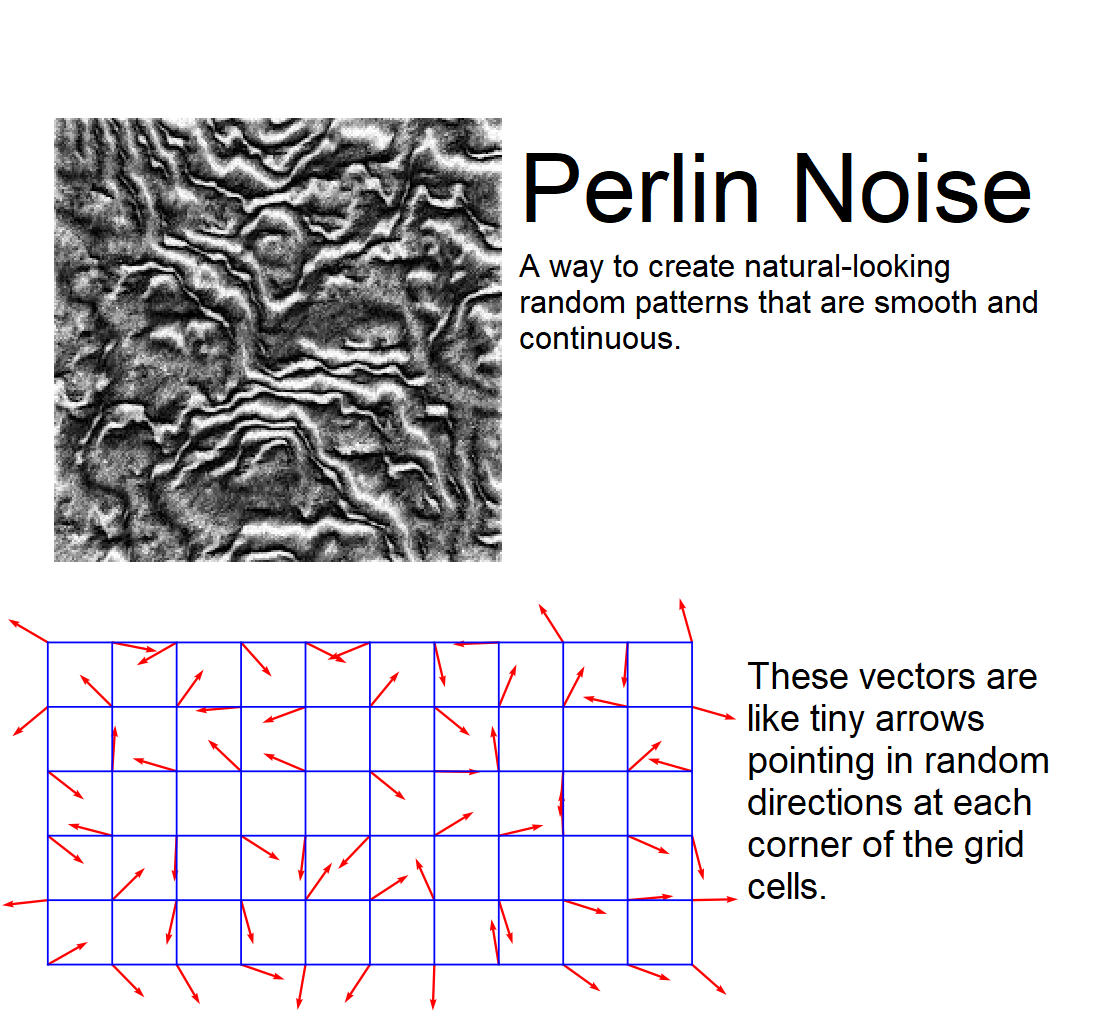 Perlin Noise
A way to create natural-looking
random patterns that are smooth and
continuous.
These vectors are
like tiny arrows
pointing in random
directions at each
corner of the grid
cells.